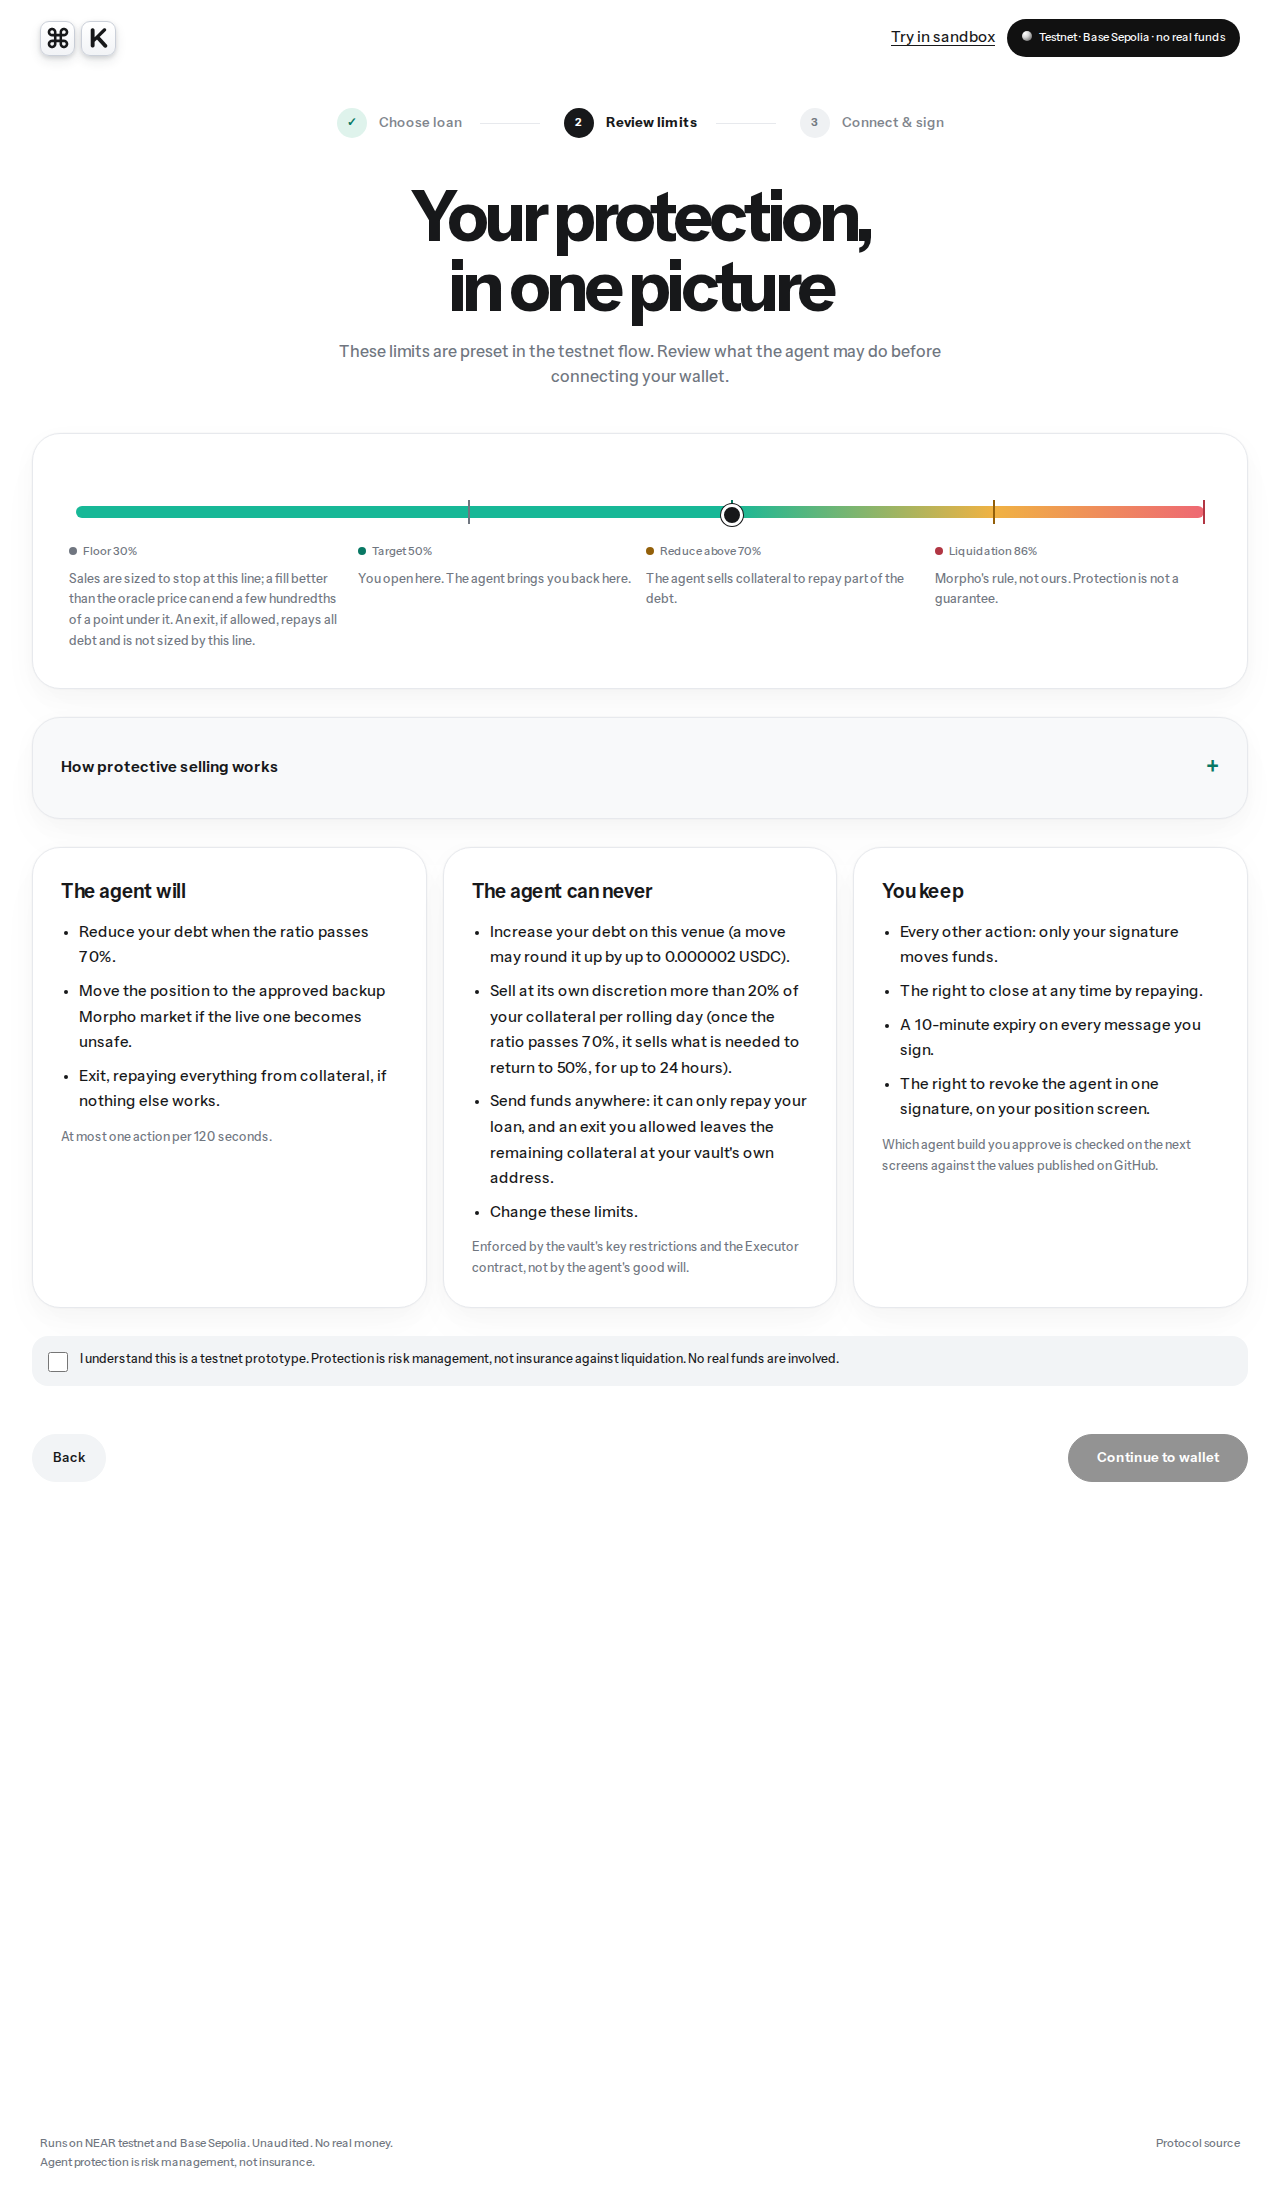 ⌘ K
Try in sandbox
Testnet · Base Sepolia · no real funds
✓ Choose loan
2 Review limits
3 Connect & sign
Your protection,
in one picture
These limits are preset in the testnet flow. Review what the agent may do before
connecting your wallet.
Floor 30%
Sales are sized to stop at this line; a fill better
than the oracle price can end a few hundredths
of a point under it. An exit, if allowed, repays all
debt and is not sized by this line.
Target 50%
You open here. The agent brings you back here.
Reduce above 70%
The agent sells collateral to repay part of the
debt.
Liquidation 86%
Morpho's rule, not ours. Protection is not a
guarantee.
How protective selling works
+
The agent will
• Reduce your debt when the ratio passes
70%.
• Move the position to the approved backup
Morpho market if the live one becomes
unsafe.
• Exit, repaying everything from collateral, if
nothing else works.
At most one action per 120 seconds.
The agent can never
• Increase your debt on this venue (a move
may round it up by up to 0.000002 USDC).
• Sell at its own discretion more than 20% of
your collateral per rolling day (once the
ratio passes 70%, it sells what is needed to
return to 50%, for up to 24 hours).
• Send funds anywhere: it can only repay your
loan, and an exit you allowed leaves the
remaining collateral at your vault's own
address.
• Change these limits.
Enforced by the vault's key restrictions and the Executor
contract, not by the agent's good will.
You keep
• Every other action: only your signature
moves funds.
• The right to close at any time by repaying.
• A 10-minute expiry on every message you
sign.
• The right to revoke the agent in one
signature, on your position screen.
Which agent build you approve is checked on the next
screens against the values published on GitHub.
I understand this is a testnet prototype. Protection is risk management, not insurance against liquidation. No real funds are involved.
Back
Continue to wallet
Runs on NEAR testnet and Base Sepolia. Unaudited. No real money.
Agent protection is risk management, not insurance.
Protocol source